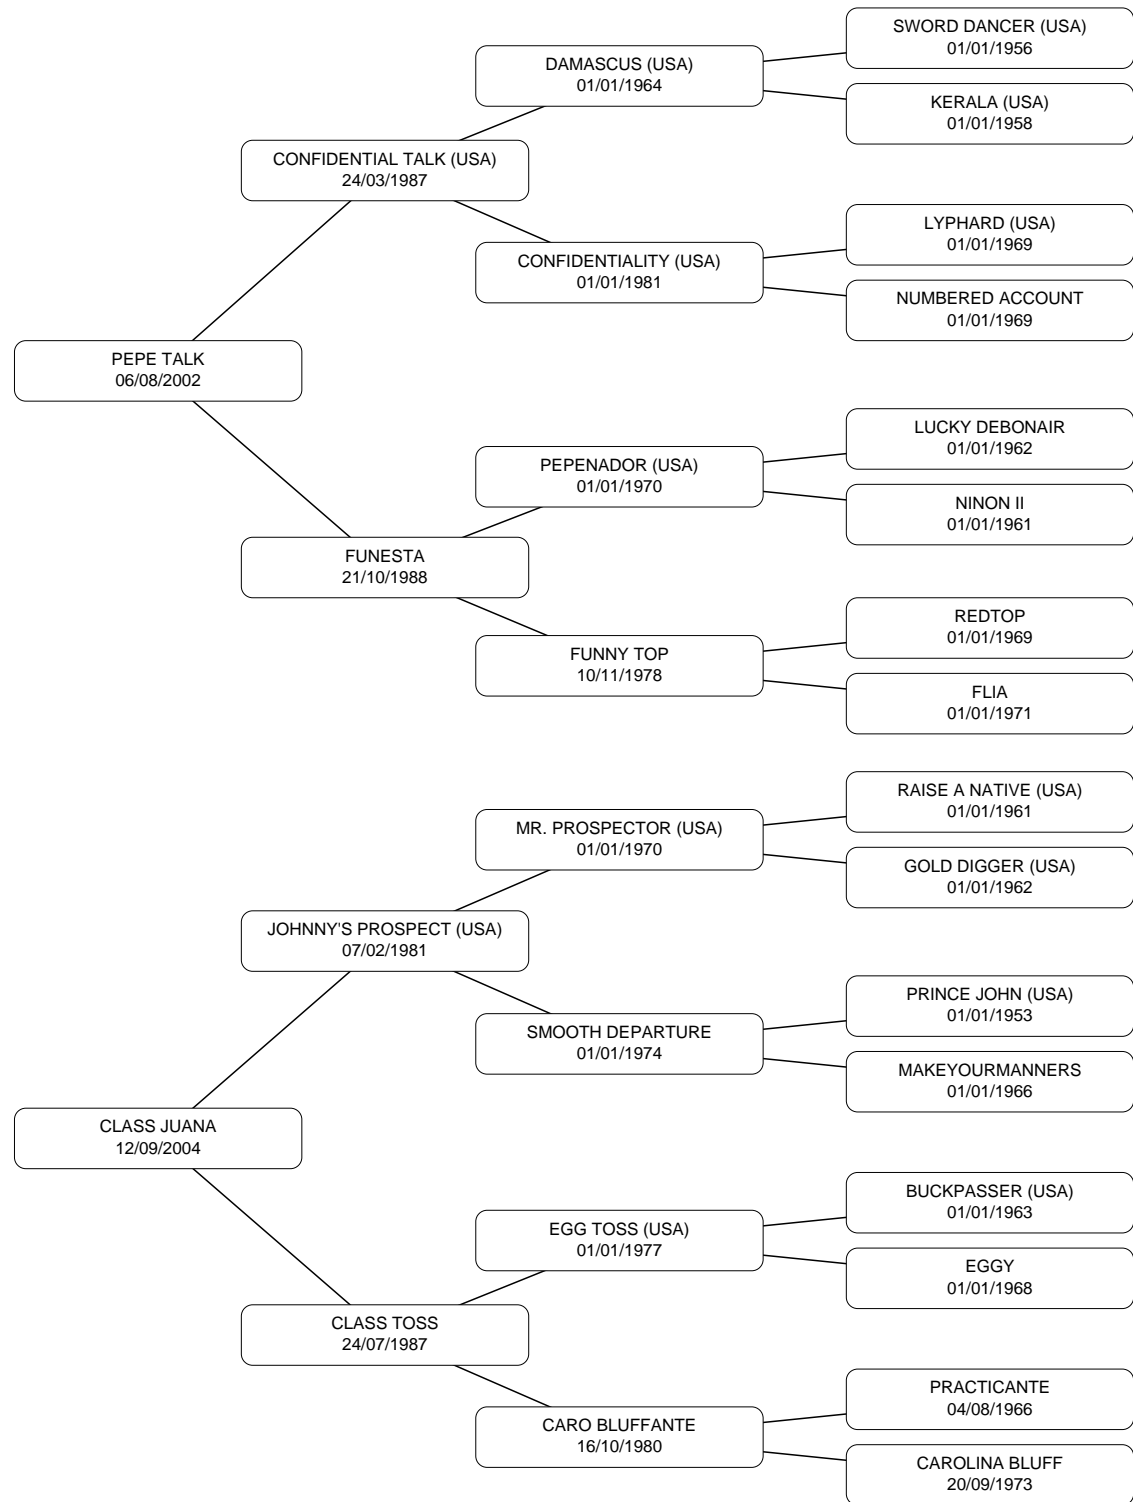 SWORD DANCER (USA)
01/01/1956
DAMASCUS (USA)
01/01/1964
KERALA (USA)
01/01/1958
CONFIDENTIAL TALK (USA)
24/03/1987
LYPHARD (USA)
01/01/1969
CONFIDENTIALITY (USA)
01/01/1981
NUMBERED ACCOUNT
01/01/1969
PEPE TALK
06/08/2002
LUCKY DEBONAIR
01/01/1962
PEPENADOR (USA)
01/01/1970
NINON II
01/01/1961
FUNESTA
21/10/1988
REDTOP
01/01/1969
FUNNY TOP
10/11/1978
FLIA
01/01/1971
RAISE A NATIVE (USA)
01/01/1961
MR. PROSPECTOR (USA)
01/01/1970
GOLD DIGGER (USA)
01/01/1962
JOHNNY'S PROSPECT (USA)
07/02/1981
PRINCE JOHN (USA)
01/01/1953
SMOOTH DEPARTURE
01/01/1974
MAKEYOURMANNERS
01/01/1966
CLASS JUANA
12/09/2004
BUCKPASSER (USA)
01/01/1963
EGG TOSS (USA)
01/01/1977
EGGY
01/01/1968
CLASS TOSS
24/07/1987
PRACTICANTE
04/08/1966
CARO BLUFFANTE
16/10/1980
CAROLINA BLUFF
20/09/1973